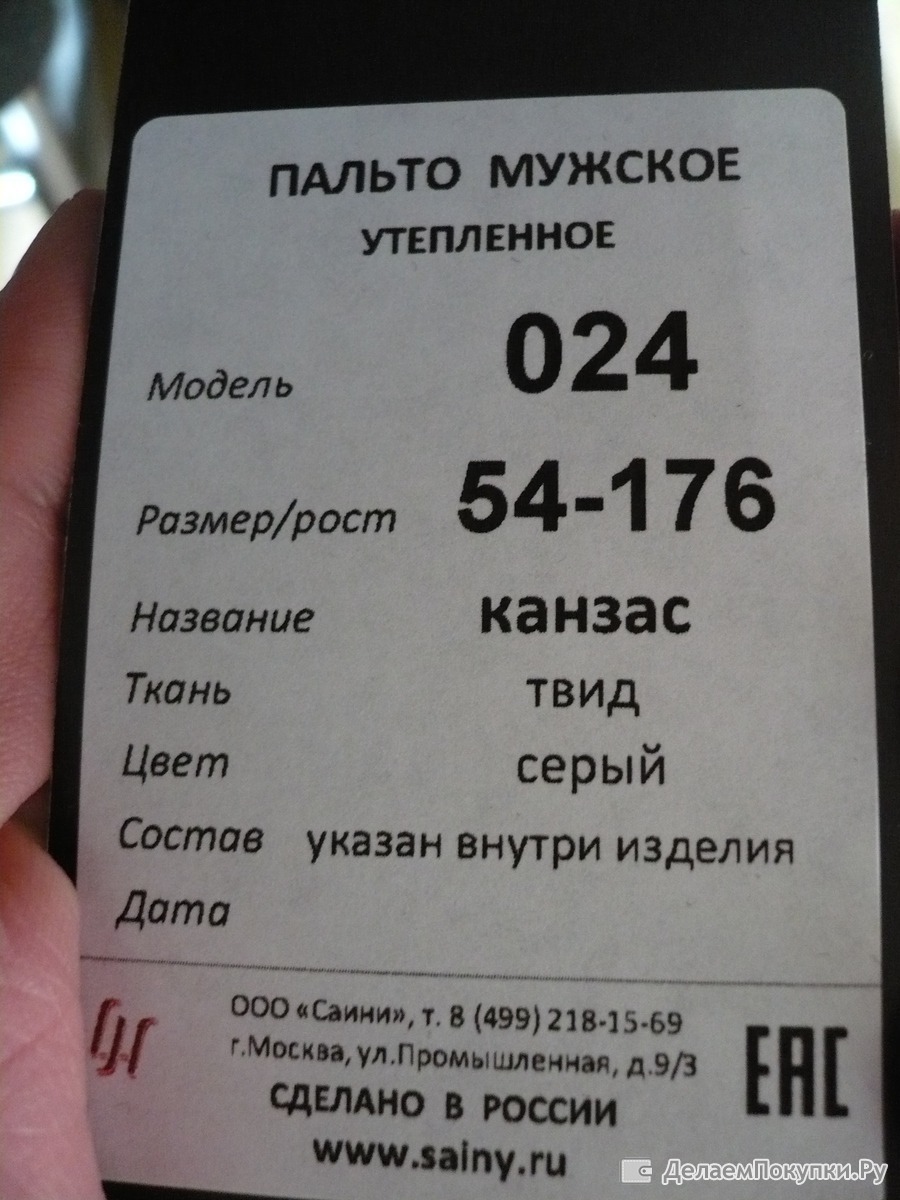 ПАЛЬТО МУЖСКОЕ
УТЕПЛЕННОЕ
Модель 024
Размер/рост 54-176
Название канзас
Ткань твид
Цвет серый
Состав указан внутри изделия
Дата
ООО «Саини», т. 8 (499) 218-15-69
г.Москва, ул.Промышленная, д.9/3
СДЕЛАНО В РОССИИ
www.sainy.ru
EAC
ДелаемПокупки.Ру